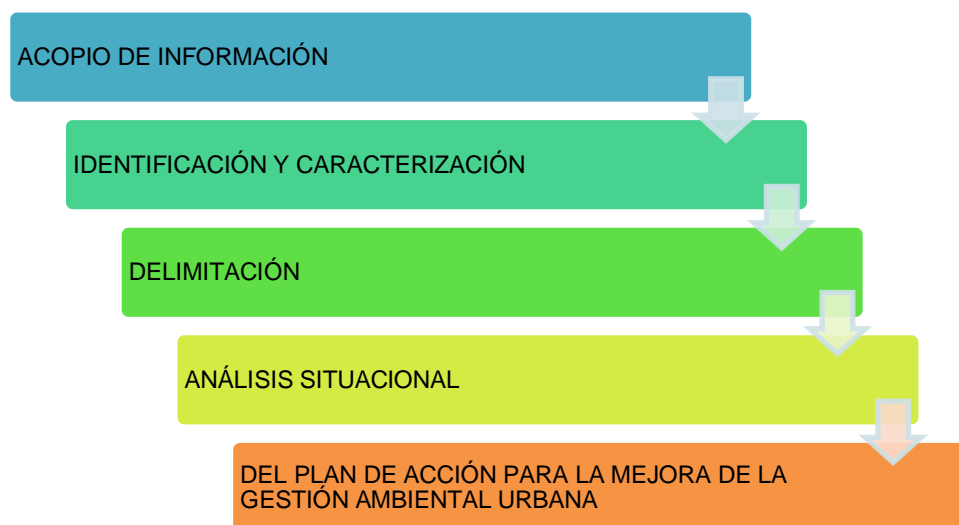 ACOPIO DE INFORMACIÓN
IDENTIFICACIÓN Y CARACTERIZACIÓN
DELIMITACIÓN
ANÁLISIS SITUACIONAL
DEL PLAN DE ACCIÓN PARA LA MEJORA DE LA
GESTIÓN AMBIENTAL URBANA